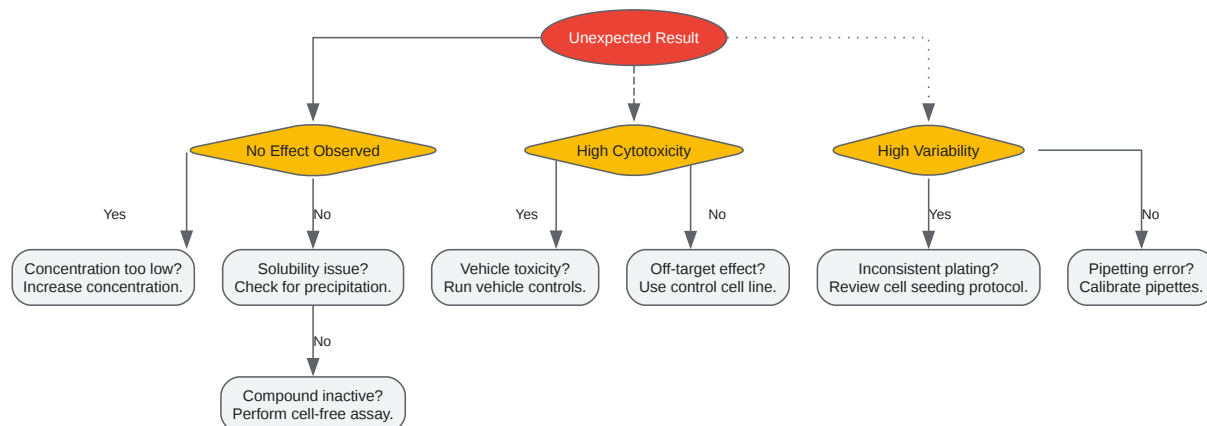 Unexpected Result
No Effect Observed
High Cytotoxicity
High Variability
Yes
No
Yes
No
Yes
No
Concentration too low?
Increase concentration.
Solubility issue?
Check for precipitation.
Vehicle toxicity?
Run vehicle controls.
Off-target effect?
Use control cell line.
Inconsistent plating?
Review cell seeding protocol.
Pipetting error?
Calibrate pipettes.
No
Compound inactive?
Perform cell-free assay.